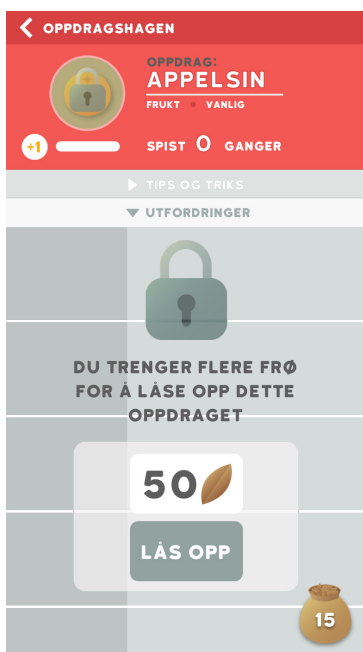 OPPDRAGSHAGEN
OPPDRAG:
APPELSIN
FRUKT • VANLIG
+1
SPIST 0 GANGER
TIPS OG TRIKS
UTFORDRINGER
DU TRENGER FLERE FRØ
FOR Å LÅSE OPP DETTE
OPPDRAGET
50
LÅS OPP
15